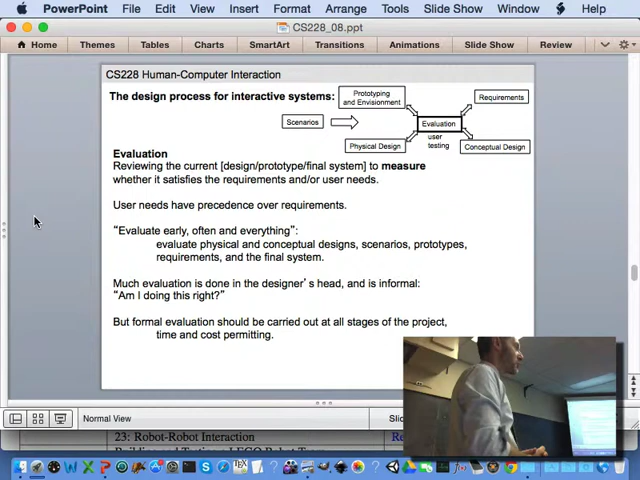 PowerPoint File Edit View Insert Format Arrange Tools Slide Show Window Help
CS228_08.ppt
Home Themes Tables Charts SmartArt Transitions Animations Slide Show Review
CS228 Human-Computer Interaction
The design process for interactive systems:
Prototyping
and Envisionment
Requirements
Scenarios
Evaluation
user
testing
Physical Design
Conceptual Design
Evaluation
Reviewing the current [design/prototype/final system] to measure
whether it satisfies the requirements and/or user needs.
User needs have precedence over requirements.
“Evaluate early, often and everything”:
evaluate physical and conceptual designs, scenarios, prototypes,
requirements, and the final system.
Much evaluation is done in the designer’s head, and is informal:
“Am I doing this right?”
But formal evaluation should be carried out at all stages of the project,
time and cost permitting.
Normal View
23: Robot-Robot Interaction